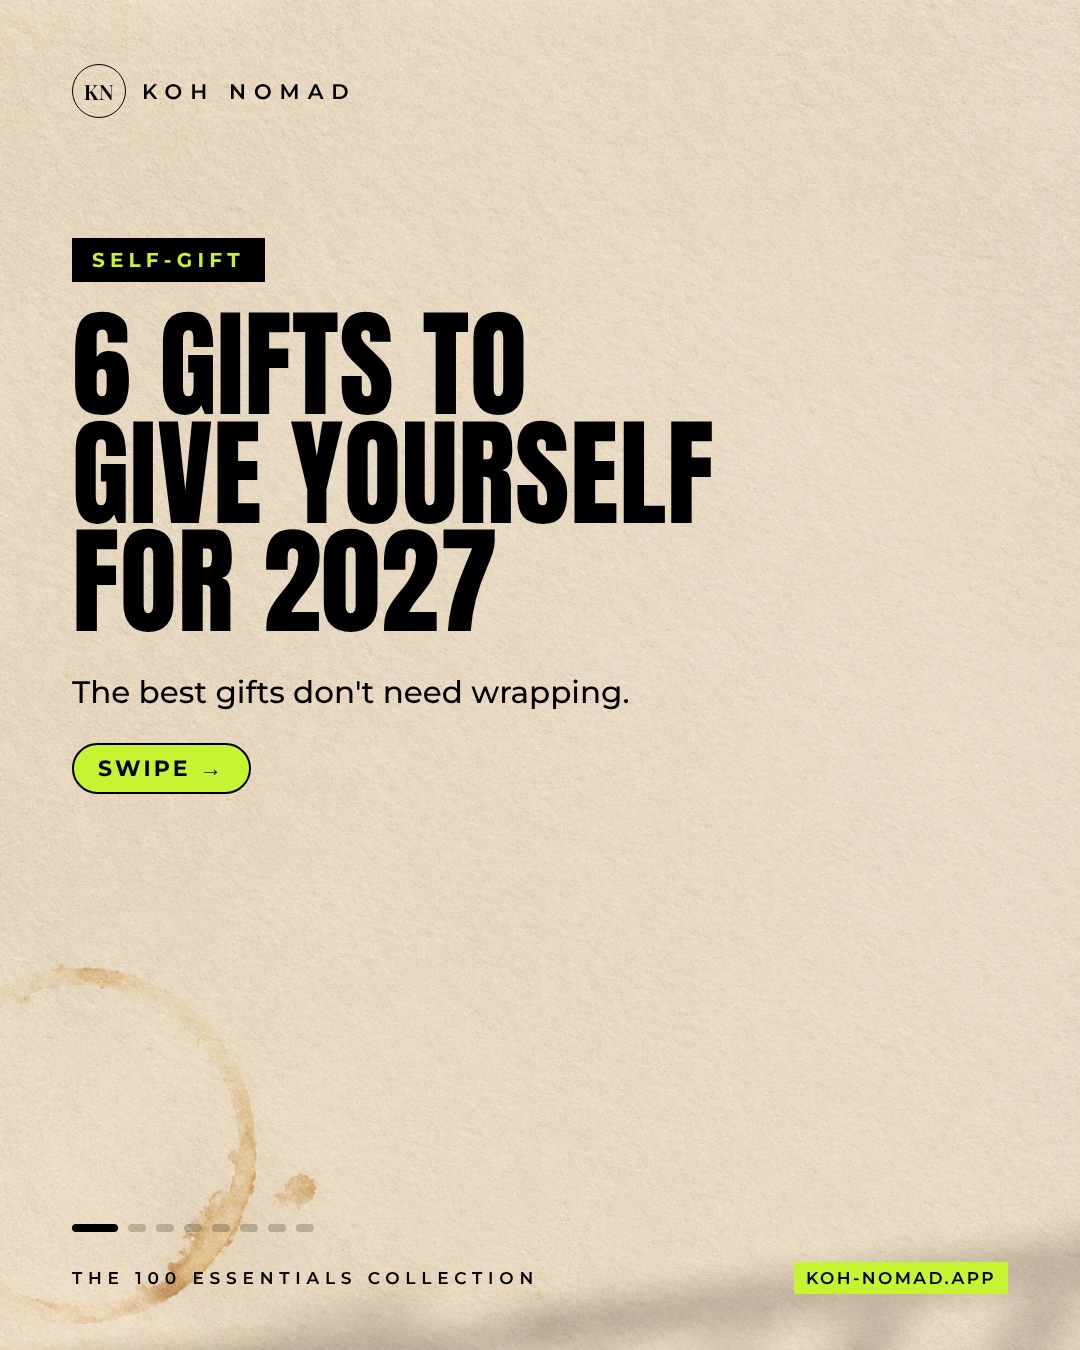 KN KOH NOMAD
SELF-GIFT
6 GIFTS TO
GIVE YOURSELF
FOR 2027
The best gifts don't need wrapping.
SWIPE →
THE 100 ESSENTIALS COLLECTION
KOH-NOMAD.APP